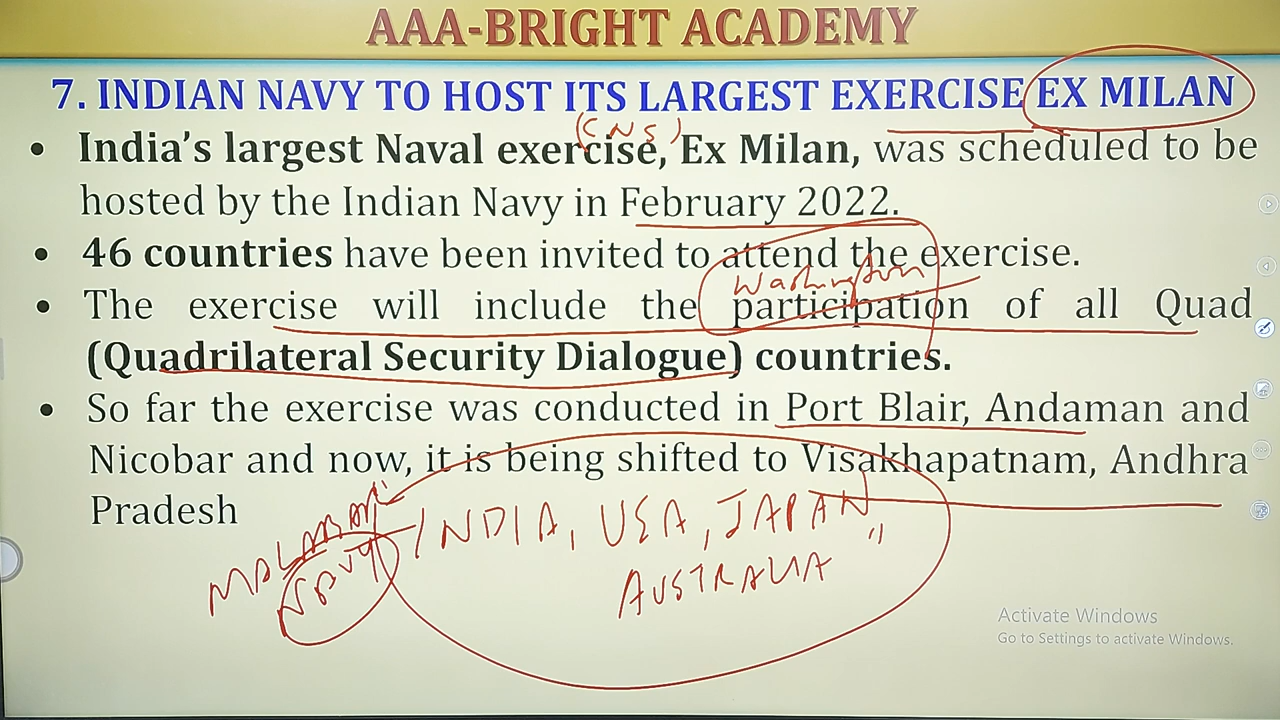 AAA-BRIGHT ACADEMY
7. INDIAN NAVY TO HOST ITS LARGEST EXERCISE EX MILAN
(CNS)
• India's largest Naval exercise, Ex Milan, was scheduled to be
hosted by the Indian Navy in February 2022.
• 46 countries have been invited to attend the exercise.
Washington
• The exercise will include the participation of all Quad
(Quadrilateral Security Dialogue) countries.
• So far the exercise was conducted in Port Blair, Andaman and
Nicobar and now, it is being shifted to Visakhapatnam, Andhra
Pradesh
MALABAR INDIA, USA, JAPAN "
NAVY AUSTRALIA
Activate Windows
Go to Settings to activate Windows.